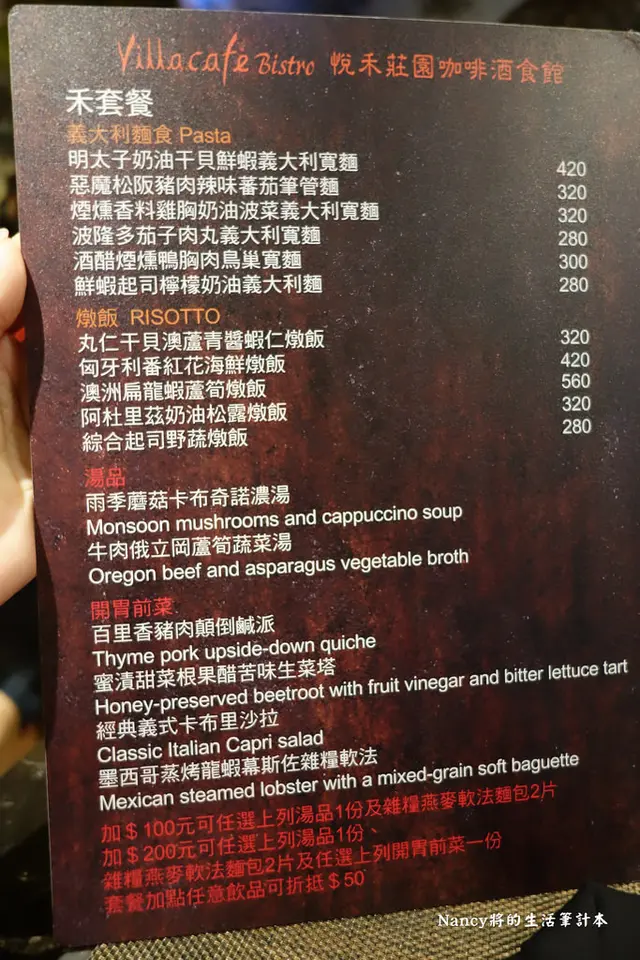 Villa.cafe Bistro 悅禾莊園咖啡酒食館
禾套餐
義大利麵食 Pasta
明太子奶油干貝鮮蝦義大利寬麵 420
惡魔松阪豬肉辣味蕃茄筆管麵 320
煙燻香料雞胸奶油波菜義大利寬麵 320
波隆多茄子肉丸義大利寬麵 280
酒醋煙燻鴨胸肉鳥巢寬麵 300
鮮蝦起司檸檬奶油義大利麵 280
燉飯 RISOTTO
丸仁干貝澳蘆青醬蝦仁燉飯 320
匈牙利番紅花海鮮燉飯 420
澳洲扁龍蝦蘆筍燉飯 560
阿杜里茲奶油松露燉飯 320
綜合起司野蔬燉飯 280
湯品
雨季蘑菇卡布奇諾濃湯
Monsoon mushrooms and cappuccino soup
牛肉俄立岡蘆筍蔬菜湯
Oregon beef and asparagus vegetable broth
開胃前菜
百里香豬肉顛倒鹹派
Thyme pork upside-down quiche
蜜漬甜菜根果醋苦味生菜塔
Honey-preserved beetroot with fruit vinegar and bitter lettuce tart
經典義式卡布里沙拉
Classic Italian Capri salad
墨西哥蒸烤龍蝦幕斯佐雜糧軟法
Mexican steamed lobster with a mixed-grain soft baguette
加＄100元可任選上列湯品1份及雜糧燕麥軟法麵包2片
加＄200元可任選上列湯品1份、
雜糧燕麥軟法麵包2片及任選上列開胃前菜一份
套餐加點任意飲品可折抵＄50
Nancy將的生活筆計本